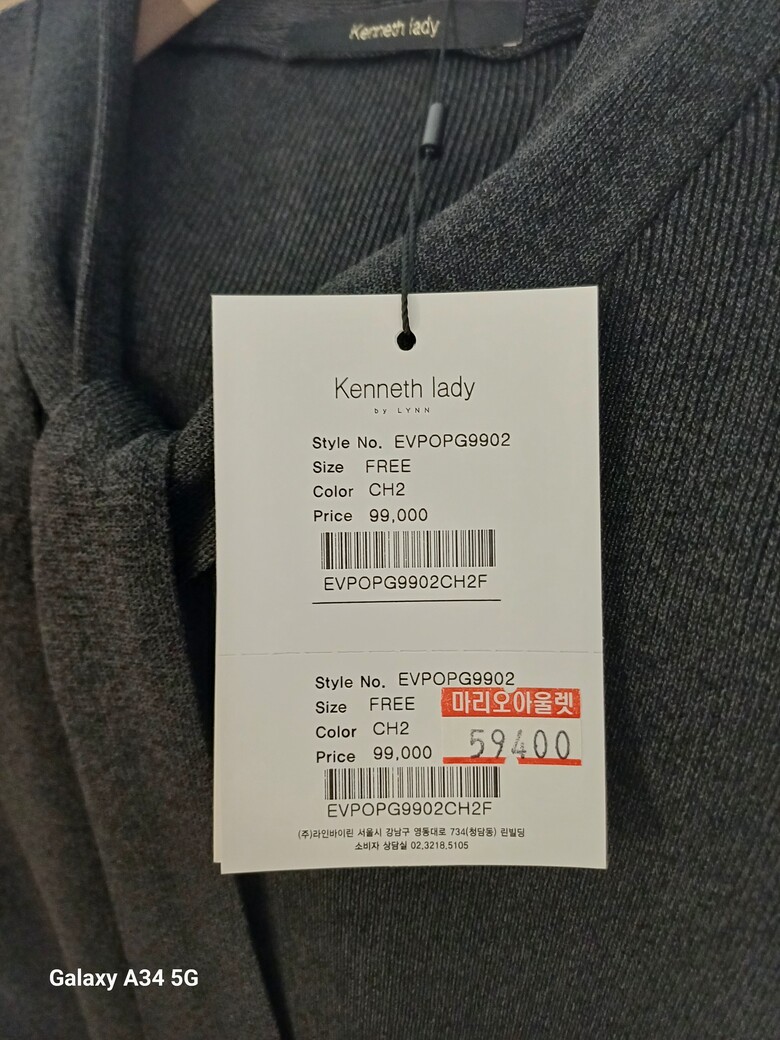 Kenneth lady
Kenneth lady
by LYNN
Style No. EVPOPG9902
Size FREE
Color CH2
Price 99,000
EVPOPG9902CH2F
Style No. EVPOPG9902
Size FREE
마리오아울렛
Color CH2
59400
Price 99,000
EVPOPG9902CH2F
(주)라인바이린 서울시 강남구 영동대로 734(청담동) 린빌딩
소비자 상담실 02.3218.5105
Galaxy A34 5G